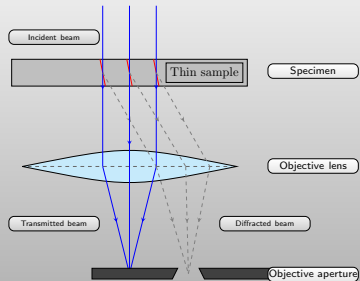 Incident beam
Thin sample
Specimen
Objective lens
Transmitted beam
Diffracted beam
Objective aperture